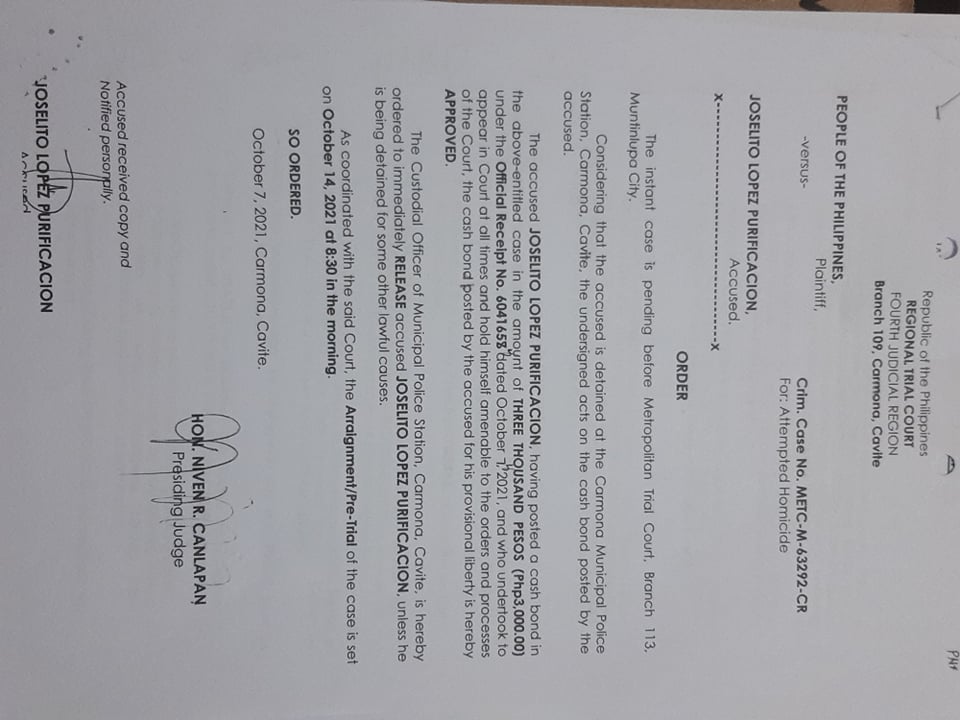 Republic of the Philippines
REGIONAL TRIAL COURT
FOURTH JUDICIAL REGION
Branch 109, Carmona, Cavite
PEOPLE OF THE PHILIPPINES,
Plaintiff,
-versus-
Crim. Case No. METC-M-63292-CR
For: Attempted Homicide
JOSELITO LOPEZ PURIFICACION,
Accused.
x--------------------------------------x
ORDER
The instant case is pending before Metropolitan Trial Court, Branch 113,
Muntinlupa City.
Considering that the accused is detained at the Carmona Municipal Police
Station, Carmona, Cavite, the undersigned acts on the cash bond posted by the
accused.
The accused JOSELITO LOPEZ PURIFICACION, having posted a cash bond in
the above-entitled case in the amount of THREE THOUSAND PESOS (Php3,000.00)
under the Official Receipt No. 6041658 dated October 7, 2021, and who undertook to
appear in Court at all times and hold himself amenable to the orders and processes
of the Court, the cash bond posted by the accused for his provisional liberty is hereby
APPROVED.
The Custodial Officer of Municipal Police Station, Carmona, Cavite, is hereby
ordered to immediately RELEASE accused JOSELITO LOPEZ PURIFICACION, unless he
is being detained for some other lawful causes.
As coordinated with the said Court, the Arraignment/Pre-Trial of the case is set
on October 14, 2021 at 8:30 in the morning.
SO ORDERED.
October 7, 2021, Carmona, Cavite.
HON. NIVEN R. CANLAPAN
Presiding Judge
Accused received copy and
Notified personally.
JOSELITO LOPEZ PURIFICACION
Accused